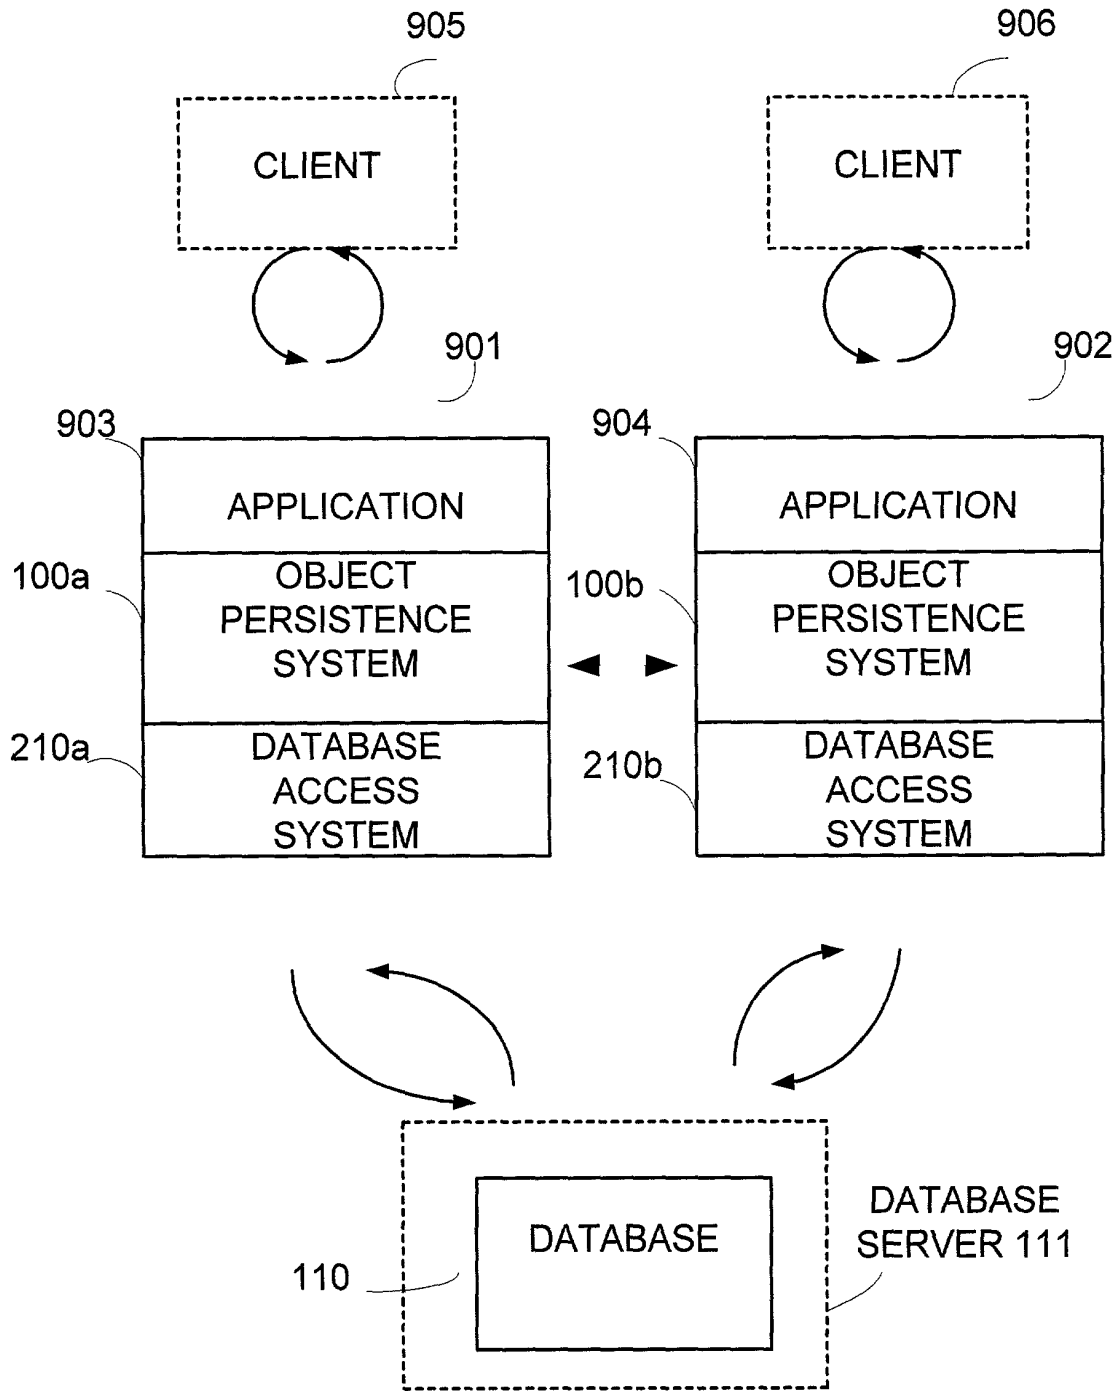 905
906
CLIENT
CLIENT
901
902
903
904
APPLICATION
APPLICATION
100a
OBJECT
PERSISTENCE
SYSTEM
100b
OBJECT
PERSISTENCE
SYSTEM
210a
DATABASE
ACCESS
SYSTEM
210b
DATABASE
ACCESS
SYSTEM
DATABASE
110
DATABASE
SERVER 111